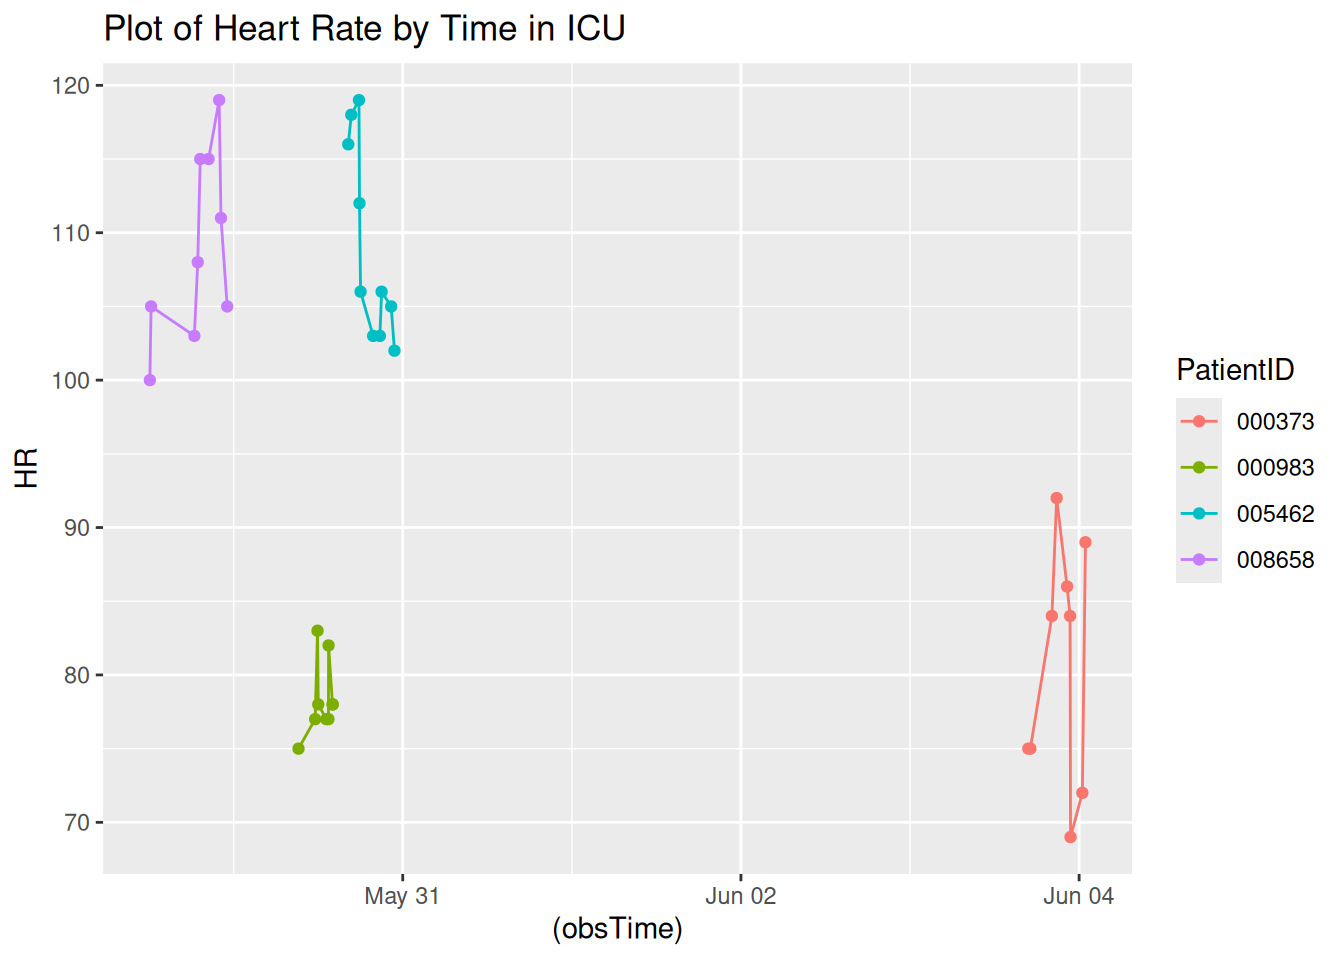 Plot of Heart Rate by Time in ICU
120
110
100
90
80
70
HR
May 31
Jun 02
Jun 04
(obsTime)
PatientID
000373
000983
005462
008658